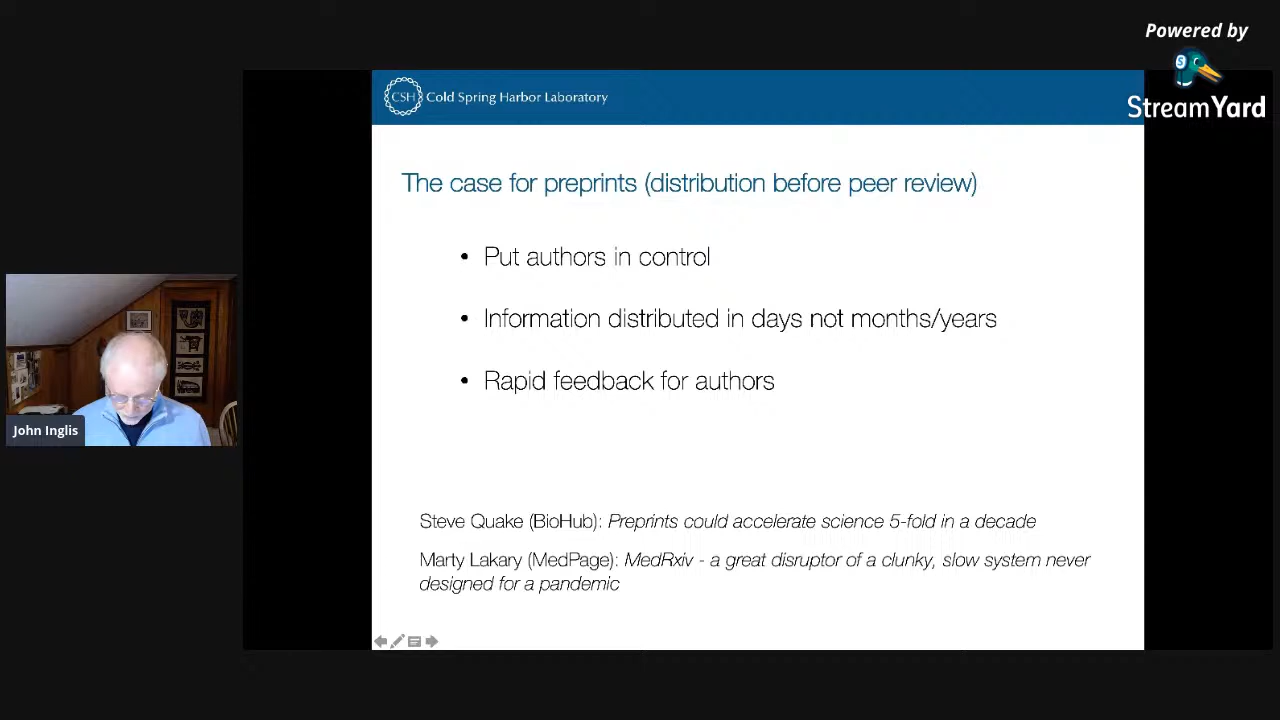 Powered by
StreamYard
CSH Cold Spring Harbor Laboratory
The case for preprints (distribution before peer review)
• Put authors in control
• Information distributed in days not months/years
• Rapid feedback for authors
John Inglis
Steve Quake (BioHub): Preprints could accelerate science 5-fold in a decade
Marty Lakary (MedPage): MedRxiv - a great disruptor of a clunky, slow system never
designed for a pandemic